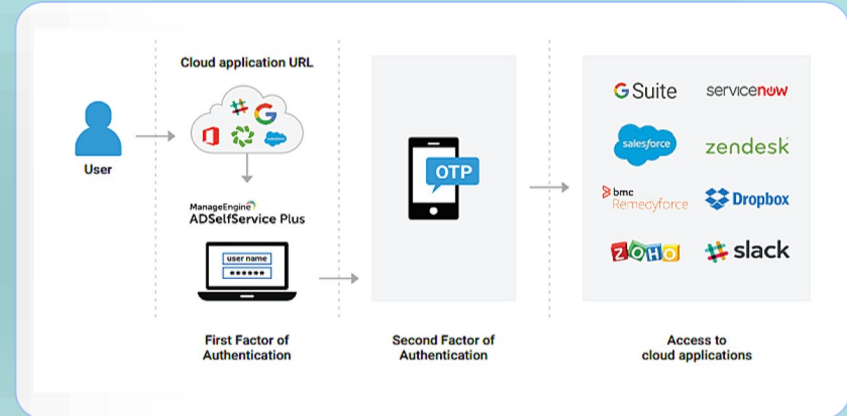 Cloud application URL
User
ManageEngine
ADSelfService Plus
user name
******
First Factor of
Authentication
OTP
Second Factor of
Authentication
G Suite
servicenow
salesforce
zendesk
bmc
Remedyforce
Dropbox
ZOHO
slack
Access to
cloud applications